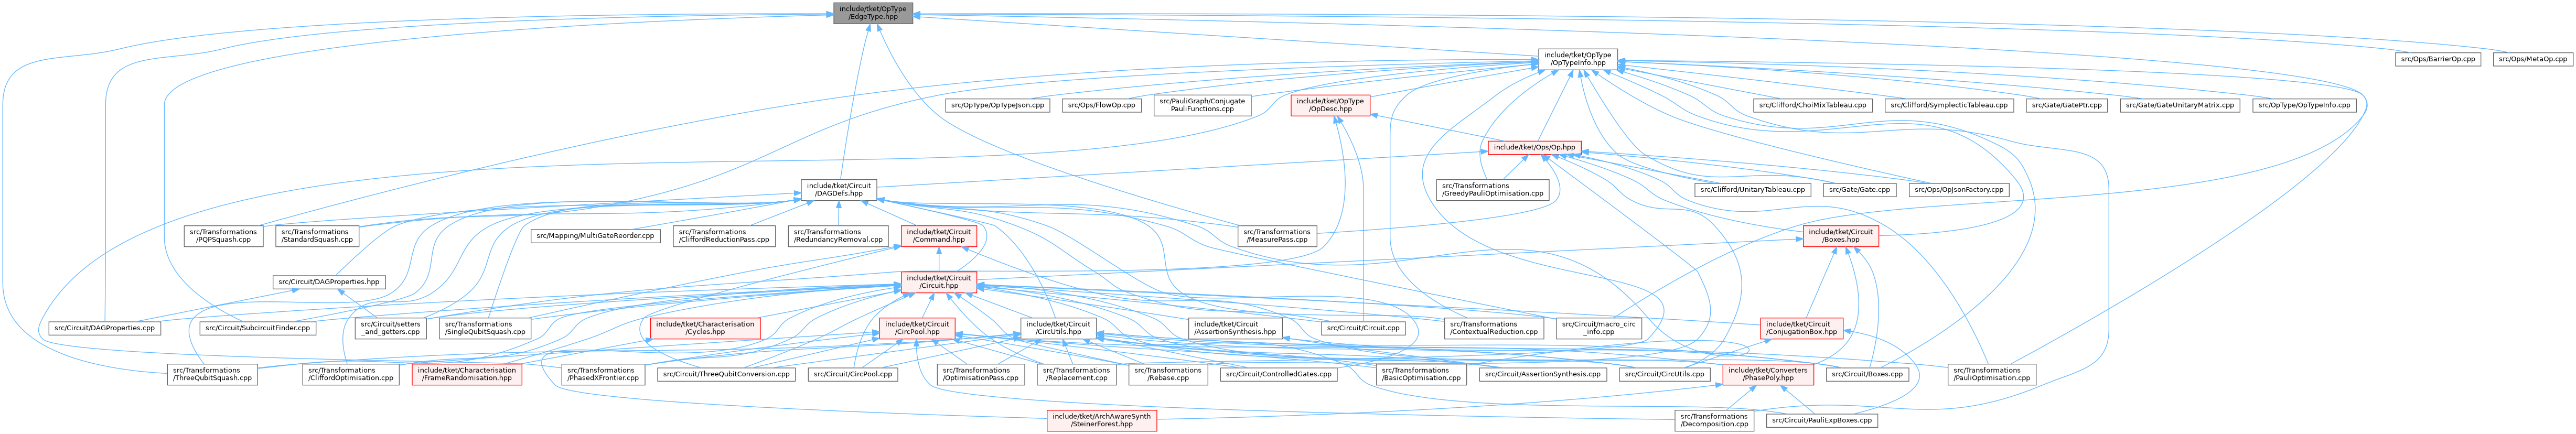 include/tket/OpType
/EdgeType.hpp
include/tket/OpType
/OpTypeInfo.hpp
src/Ops/BarrierOp.cpp
src/Ops/MetaOp.cpp
src/OpType/OpTypeJson.cpp
src/Ops/FlowOp.cpp
src/PauliGraph/Conjugate
PauliFunctions.cpp
include/tket/OpType
/OpDesc.hpp
src/Clifford/ChoiMixTableau.cpp
src/Clifford/SymplecticTableau.cpp
src/Gate/GatePtr.cpp
src/Gate/GateUnitaryMatrix.cpp
src/OpType/OpTypeInfo.cpp
include/tket/Ops/Op.hpp
include/tket/Circuit
/DAGDefs.hpp
src/Transformations
/GreedyPauliOptimisation.cpp
src/Clifford/UnitaryTableau.cpp
src/Gate/Gate.cpp
src/Ops/OpJsonFactory.cpp
src/Transformations
/PQPSquash.cpp
src/Transformations
/StandardSquash.cpp
src/Mapping/MultiGateReorder.cpp
src/Transformations
/CliffordReductionPass.cpp
src/Transformations
/RedundancyRemoval.cpp
include/tket/Circuit
/Command.hpp
src/Transformations
/MeasurePass.cpp
include/tket/Circuit
/Boxes.hpp
src/Circuit/DAGProperties.hpp
include/tket/Circuit
/Circuit.hpp
src/Circuit/DAGProperties.cpp
src/Circuit/SubcircuitFinder.cpp
src/Circuit/setters
_and_getters.cpp
src/Transformations
/SingleQubitSquash.cpp
include/tket/Characterisation
/Cycles.hpp
include/tket/Circuit
/CircPool.hpp
include/tket/Circuit
/CircUtils.hpp
include/tket/Circuit
/AssertionSynthesis.hpp
src/Circuit/Circuit.cpp
src/Transformations
/ContextualReduction.cpp
src/Circuit/macro_circ
_info.cpp
include/tket/Circuit
/ConjugationBox.hpp
src/Transformations
/ThreeQubitSquash.cpp
src/Transformations
/CliffordOptimisation.cpp
include/tket/Characterisation
/FrameRandomisation.hpp
src/Transformations
/PhasedXFrontier.cpp
src/Circuit/ThreeQubitConversion.cpp
src/Circuit/CircPool.cpp
src/Transformations
/OptimisationPass.cpp
src/Transformations
/Replacement.cpp
src/Transformations
/Rebase.cpp
src/Circuit/ControlledGates.cpp
src/Transformations
/BasicOptimisation.cpp
src/Circuit/AssertionSynthesis.cpp
src/Circuit/CircUtils.cpp
include/tket/Converters
/PhasePoly.hpp
src/Circuit/Boxes.cpp
src/Transformations
/PauliOptimisation.cpp
include/tket/ArchAwareSynth
/SteinerForest.hpp
src/Transformations
/Decomposition.cpp
src/Circuit/PauliExpBoxes.cpp